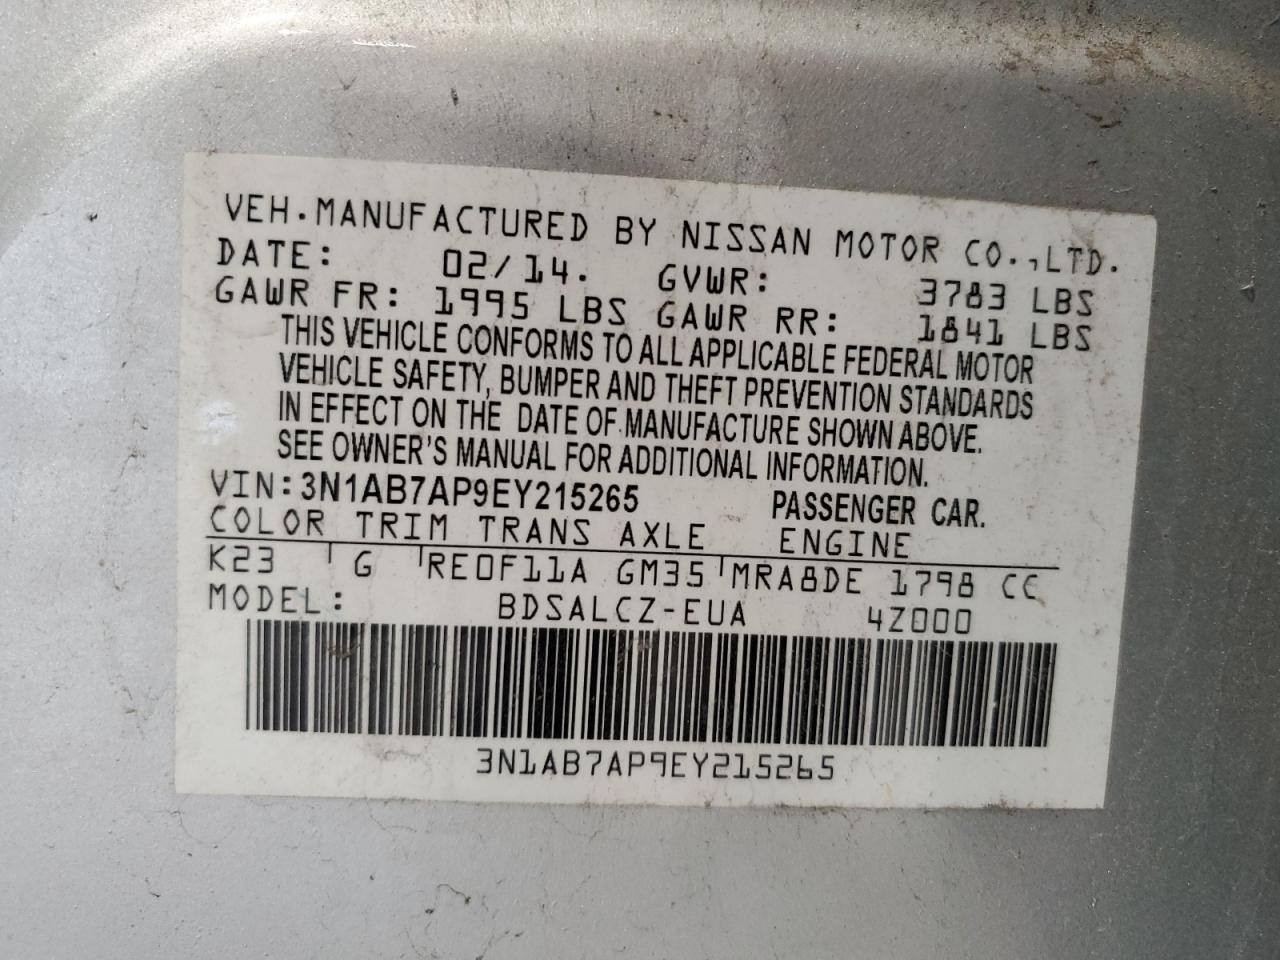 VEH.MANUFACTURED BY NISSAN MOTOR CO.,LTD.
DATE: 02/14. GVWR: 3783 LBS
GAWR FR: 1995 LBS GAWR RR: 1841 LBS
THIS VEHICLE CONFORMS TO ALL APPLICABLE FEDERAL MOTOR
VEHICLE SAFETY, BUMPER AND THEFT PREVENTION STANDARDS
IN EFFECT ON THE DATE OF MANUFACTURE SHOWN ABOVE.
SEE OWNER'S MANUAL FOR ADDITIONAL INFORMATION.
VIN:3N1AB7AP9EY215265 PASSENGER CAR.
COLOR TRIM TRANS AXLE ENGINE
K23 G RE0F11A GM35 MRA8DE 1798 CC
MODEL: BDSALCZ-EUA 4Z000
3N1AB7AP9EY215265